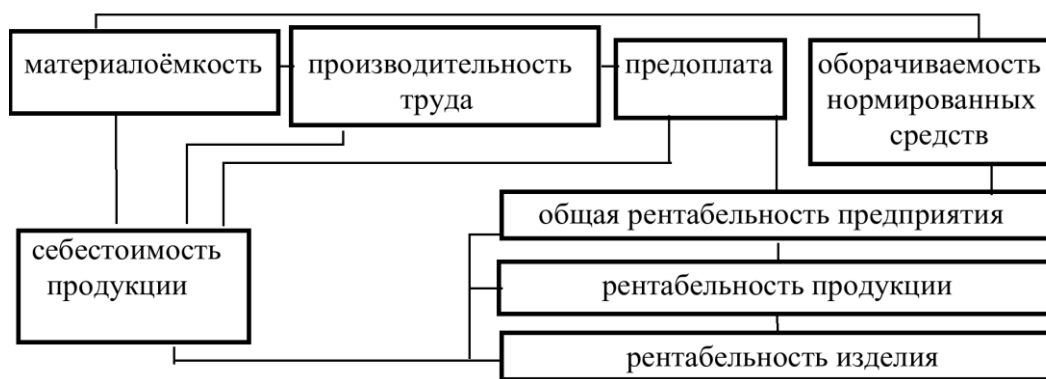 материалоёмкость
производительность
труда
предоплата
оборачиваемость
нормированных
средств
общая рентабельность предприятия
себестоимость
продукции
рентабельность продукции
рентабельность изделия